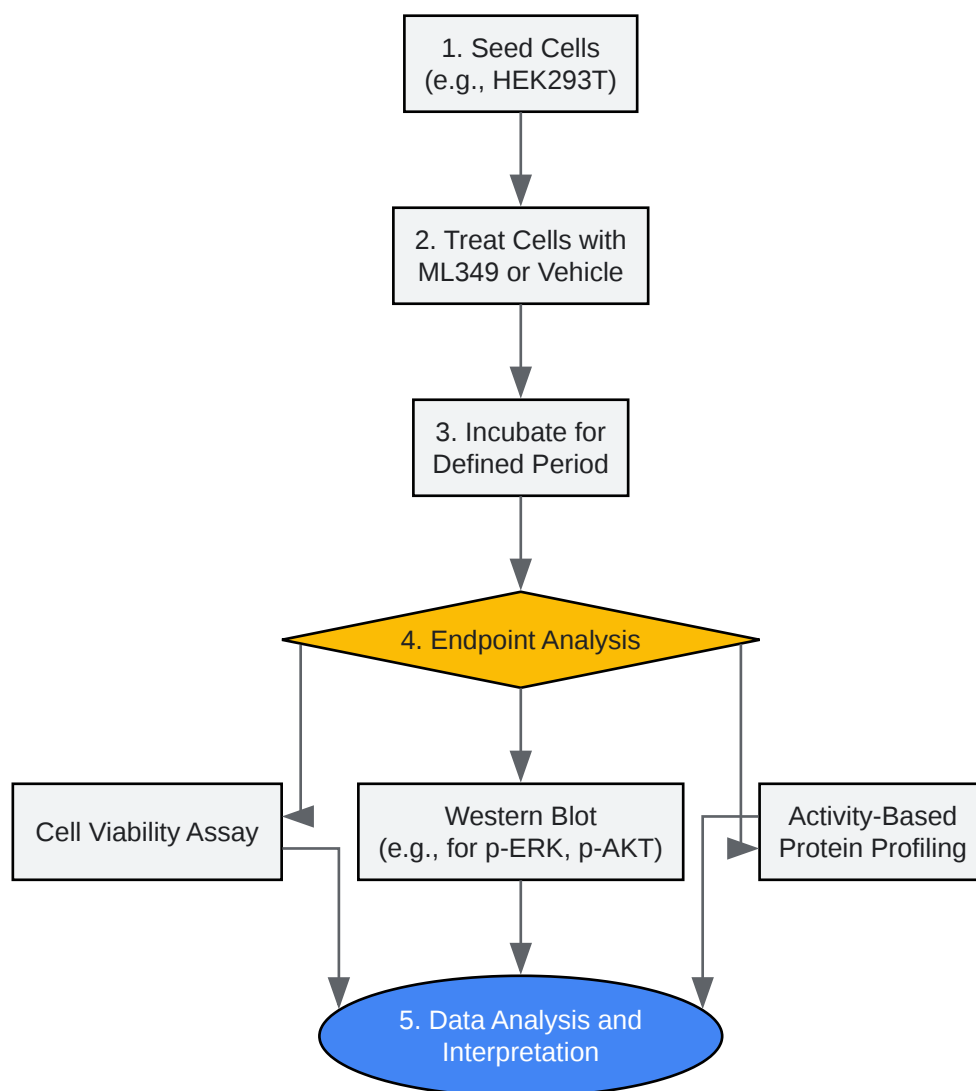 1. Seed Cells
(e.g., HEK293T)
2. Treat Cells with
ML349 or Vehicle
3. Incubate for
Defined Period
4. Endpoint Analysis
Cell Viability Assay
Western Blot
(e.g., for p-ERK, p-AKT)
Activity-Based
Protein Profiling
5. Data Analysis and
Interpretation